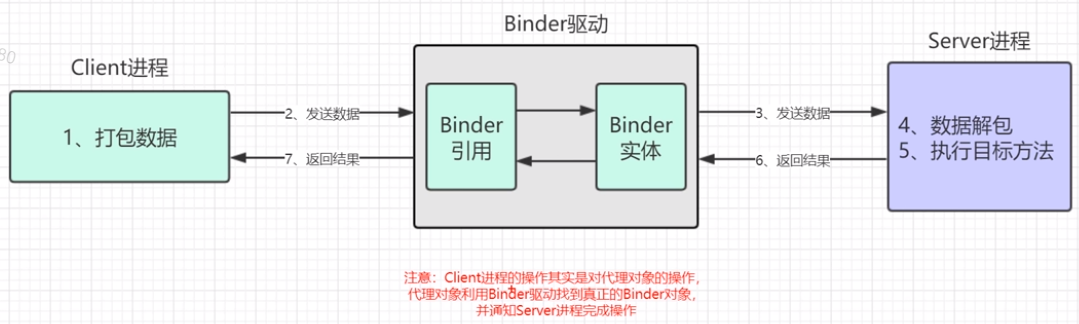 Binder驱动
Server进程
80
Client进程
1、打包数据
2、发送数据
7、返回结果
Binder
引用
Binder
实体
3、发送数据
6、返回结果
4、数据解包
5、执行目标方法
注意：Client进程的操作其实是对代理对象的操作，
代理对象利用Binder驱动找到真正的Binder对象，
并通知Server进程完成操作